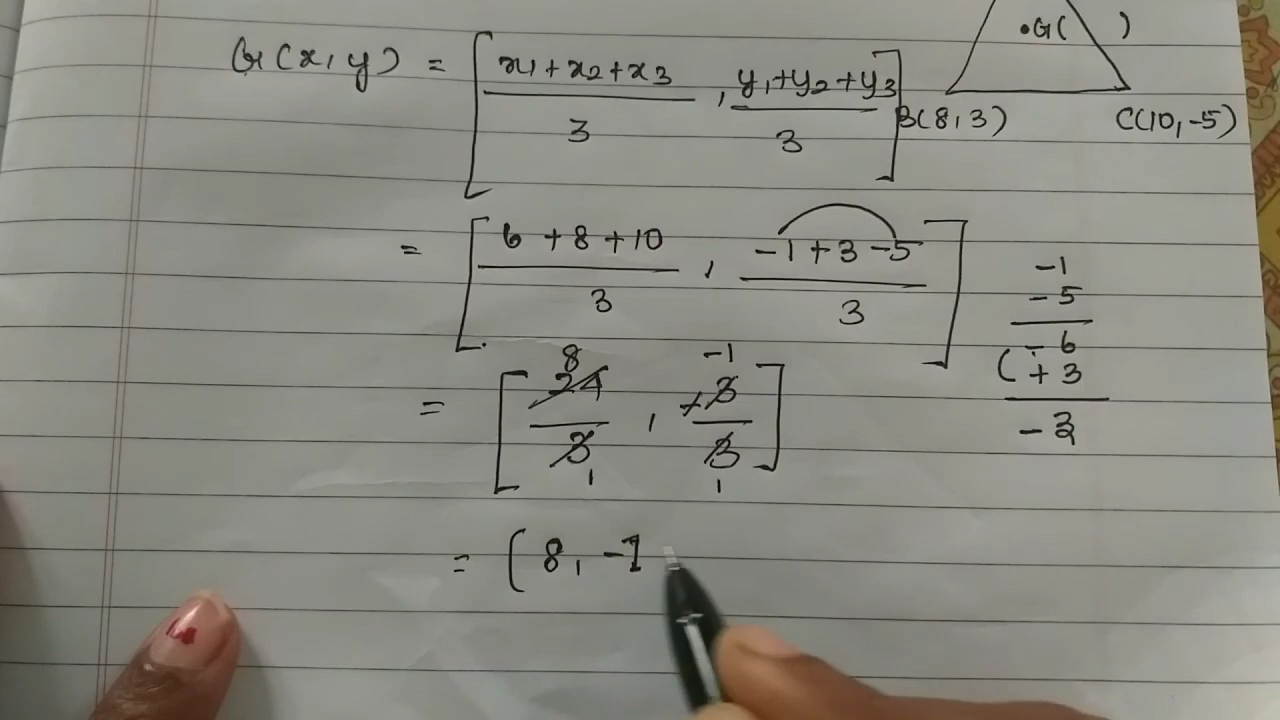 •G( )
G(x, y) = [ x1 + x2 + x3 / 3 , y1 + y2 + y3 / 3 ]
B(8, 3) C(10, -5)
= [ 6 + 8 + 10 / 3 , -1 + 3 - 5 / 3 ]
-1
-5
-6
( + 3
-3
8 -1
= [ 24 / 3 , -3 / 3 ]
1 1
= ( 8, -1